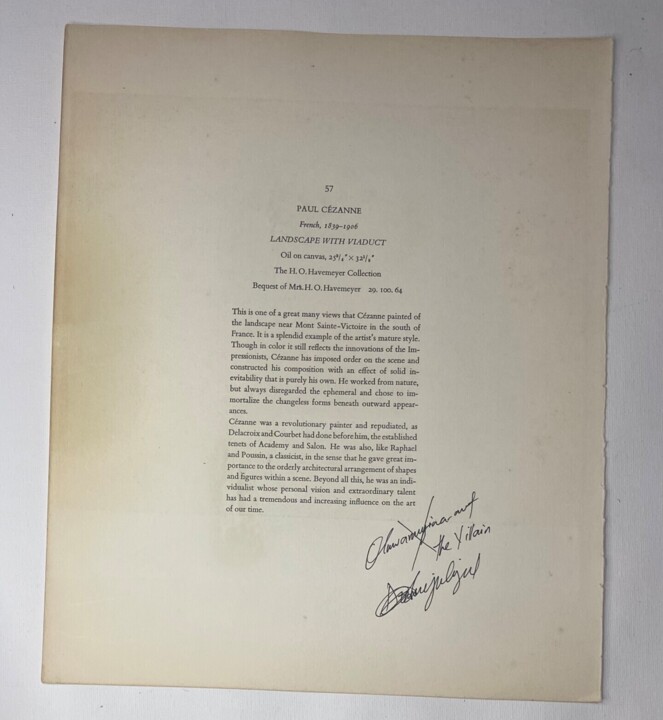 57
PAUL CÉZANNE
French, 1839–1906
LANDSCAPE WITH VIADUCT
Oil on canvas, 25³/₄″ × 32¹/₈″
The H. O. Havemeyer Collection
Bequest of Mrs. H. O. Havemeyer 29. 100. 64
This is one of a great many views that Cézanne painted of
the landscape near Mont Sainte-Victoire in the south of
France. It is a splendid example of the artist's mature style.
Though in color it still reflects the innovations of the Im-
pressionists, Cézanne has imposed order on the scene and
constructed his composition with an effect of solid in-
evitability that is purely his own. He worked from nature,
but always disregarded the ephemeral and chose to im-
mortalize the changeless forms beneath outward appear-
ances.
Cézanne was a revolutionary painter and repudiated, as
Delacroix and Courbet had done before him, the established
tenets of Academy and Salon. He was also, like Raphael
and Poussin, a classicist, in the sense that he gave great im-
portance to the orderly architectural arrangement of shapes
and figures within a scene. Beyond all this, he was an indi-
vidualist whose personal vision and extraordinary talent
has had a tremendous and increasing influence on the art
of our time.
the Villain